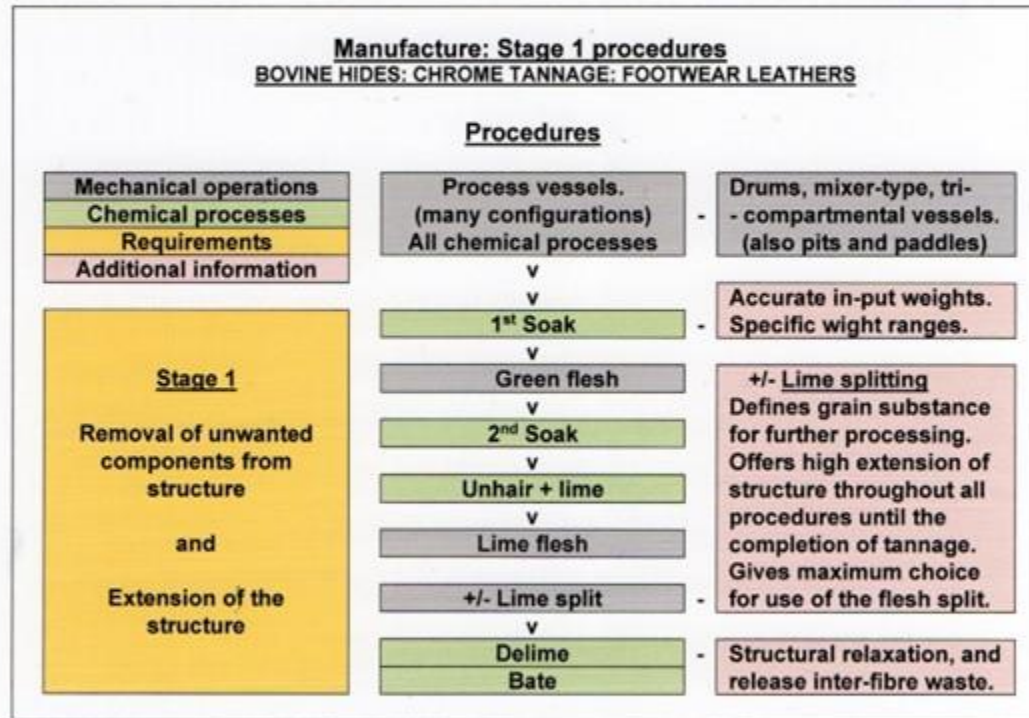 Manufacture: Stage 1 procedures
BOVINE HIDES: CHROME TANNAGE: FOOTWEAR LEATHERS
Procedures
Mechanical operations
Chemical processes
Requirements
Additional information
Stage 1
Removal of unwanted
components from
structure
and
Extension of the
structure
Process vessels.
(many configurations)
All chemical processes
v
v
1st Soak
v
Green flesh
v
2nd Soak
v
Unhair + lime
v
Lime flesh
+/- Lime split
v
Delime
Bate
- Drums, mixer-type, tri-
- compartmental vessels.
(also pits and paddles)
Accurate in-put weights.
- Specific wight ranges.
+/- Lime splitting
Defines grain substance
for further processing.
Offers high extension of
structure throughout all
procedures until the
completion of tannage.
Gives maximum choice
- for use of the flesh split.
- Structural relaxation, and
release inter-fibre waste.